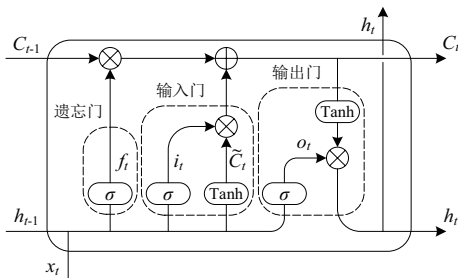 h_t
C_{t-1}
C_t
遗忘门
输入门
输出门
Tanh
f_t
i_t
C̃_t
o_t
σ
σ
Tanh
σ
h_{t-1}
h_t
x_t